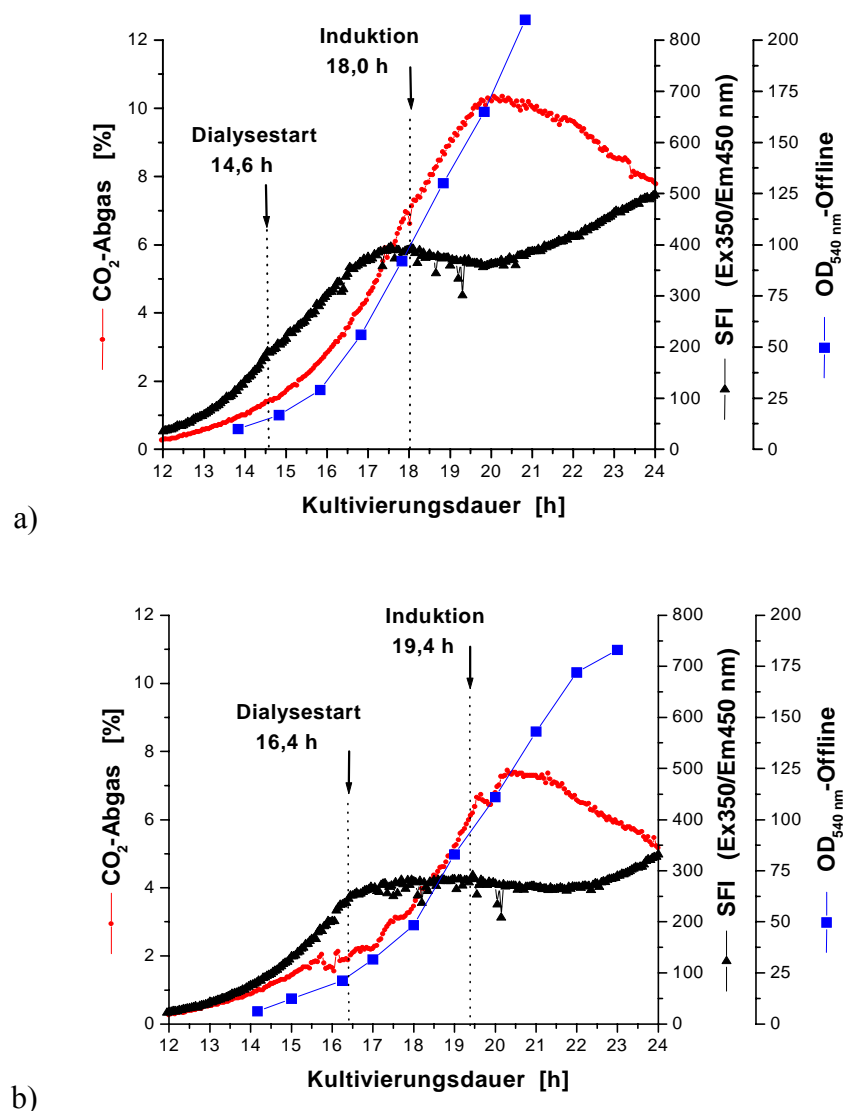 Induktion
18,0 h
Dialysestart
14,6 h
12
10
8
6
4
2
0
CO2-Abgas [%]
800
700
600
500
400
300
200
100
0
SFI (Ex350/Em450 nm)
200
175
150
125
100
75
50
25
0
OD540 nm-Offline
12 13 14 15 16 17 18 19 20 21 22 23 24
Kultivierungsdauer [h]
a)
Induktion
19,4 h
Dialysestart
16,4 h
12
10
8
6
4
2
0
CO2-Abgas [%]
800
700
600
500
400
300
200
100
0
SFI (Ex350/Em450 nm)
200
175
150
125
100
75
50
25
0
OD540 nm-Offline
12 13 14 15 16 17 18 19 20 21 22 23 24
Kultivierungsdauer [h]
b)